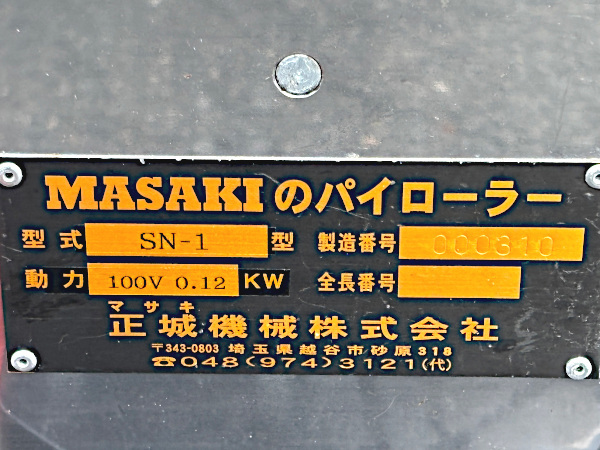 MASAKIのパイローラー
型式 SN-1 型 製造番号 000310
動力 100V 0.12 KW 全長番号
マサキ
正城機械株式会社
〒343-0803 埼玉県越谷市砂原318
☎048(974)3121(代)